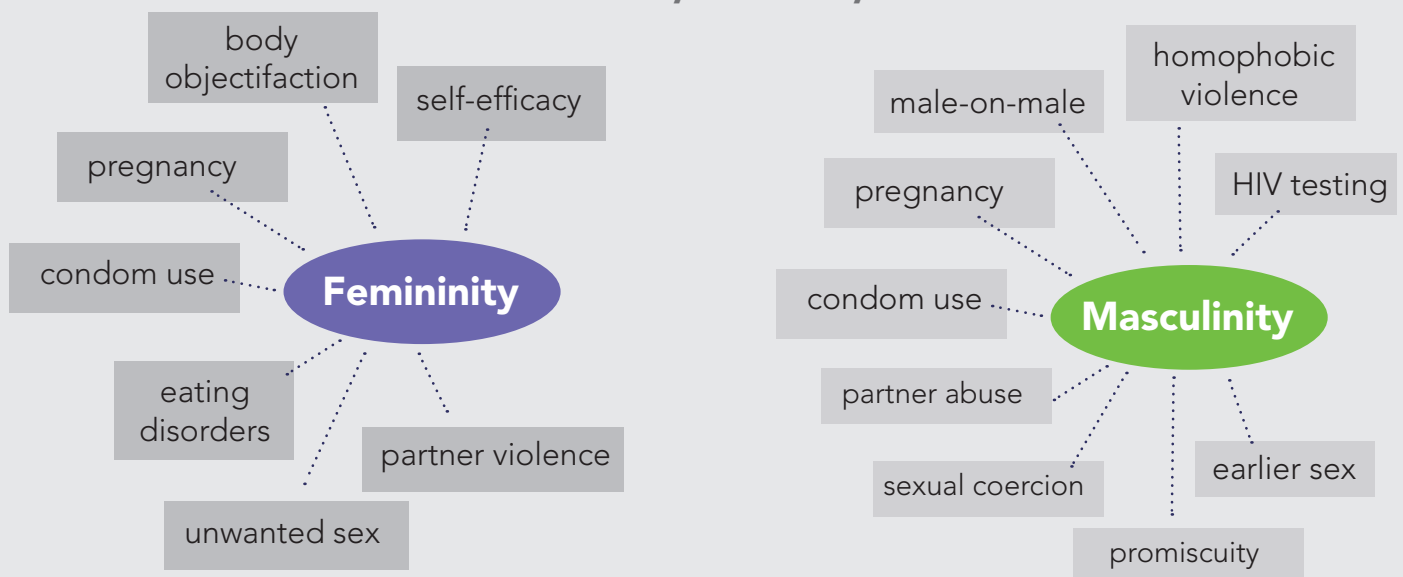 body
objectifaction
self-efficacy
pregnancy
condom use
Femininity
eating
disorders
partner violence
unwanted sex
homophobic
violence
male-on-male
HIV testing
pregnancy
condom use
Masculinity
partner abuse
earlier sex
sexual coercion
promiscuity